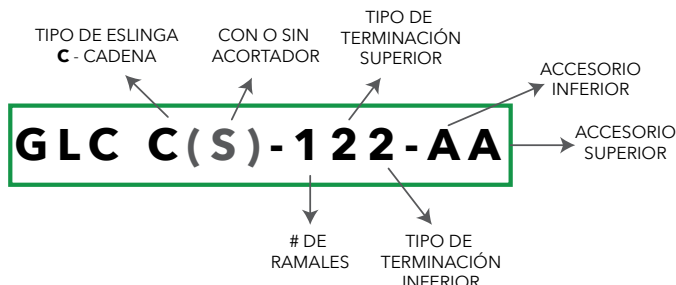 TIPO DE ESLINGA
C - CADENA
CON O SIN
ACORTADOR
TIPO DE
TERMINACIÓN
SUPERIOR
ACCESORIO
INFERIOR
GLC C(S)-122-AA
ACCESORIO
SUPERIOR
# DE
RAMALES
TIPO DE
TERMINACIÓN
INFERIOR